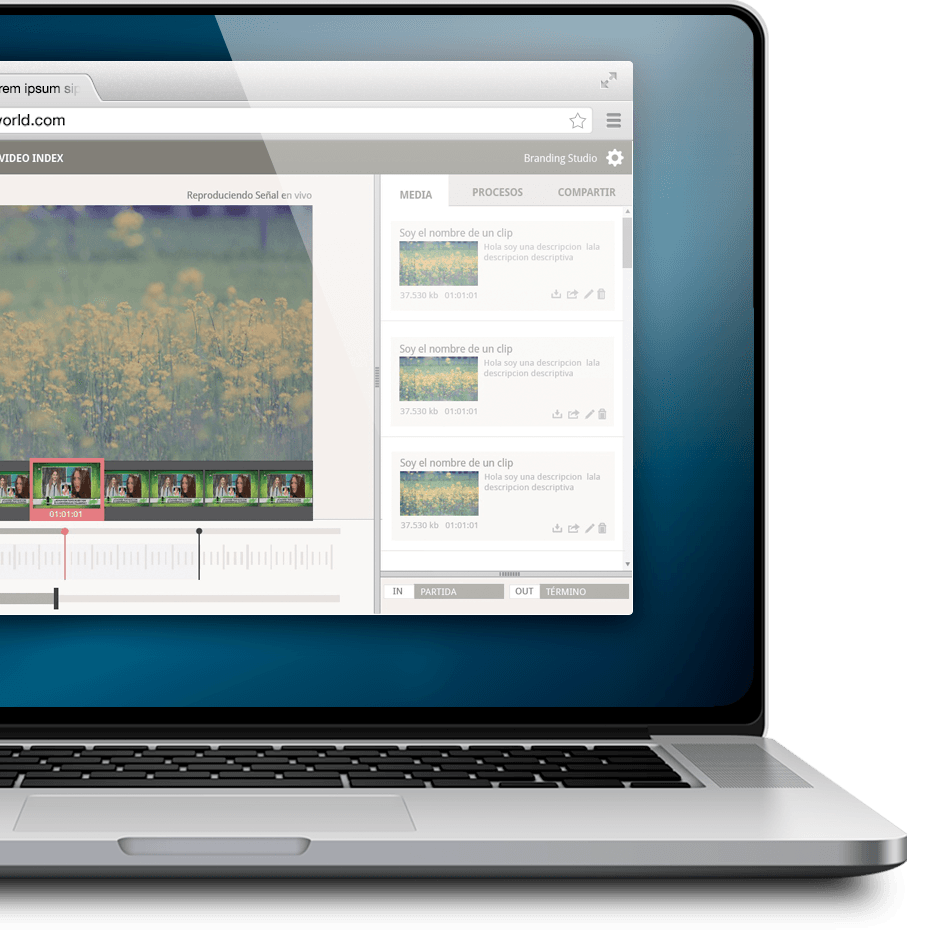 rem ipsum sip
world.com
VIDEO INDEX
Branding Studio
Reproduciendo Señal en vivo
MEDIA PROCESOS COMPARTIR
Soy el nombre de un clip
Hola soy una descripcion lala
descripcion descriptiva
37.530 kb 01:01:01
Soy el nombre de un clip
Hola soy una descripcion lala
descripcion descriptiva
37.530 kb 01:01:01
Soy el nombre de un clip
Hola soy una descripcion lala
descripcion descriptiva
37.530 kb 01:01:01
01:01:01
IN PARTIDA OUT TÉRMINO